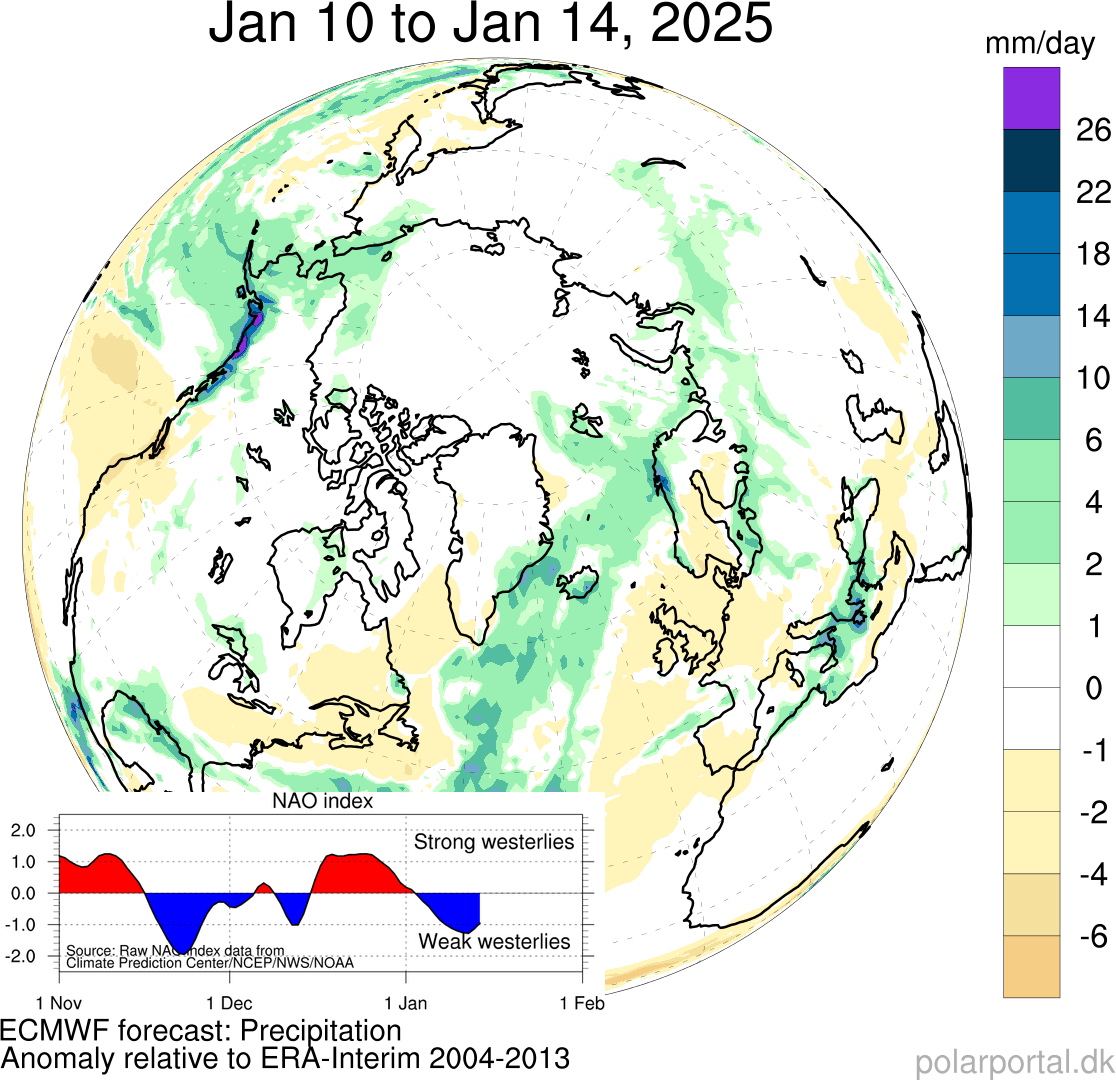 Jan 10 to Jan 14, 2025
mm/day
26
22
18
14
10
6
4
2
1
0
-1
-2
-4
-6
NAO index
2.0
1.0
0.0
-1.0
-2.0
Strong westerlies
Weak westerlies
Source: Raw NAO index data from
Climate Prediction Center/NCEP/NWS/NOAA
1 Nov
1 Dec
1 Jan
1 Feb
ECMWF forecast: Precipitation
Anomaly relative to ERA-Interim 2004-2013
polarportal.dk